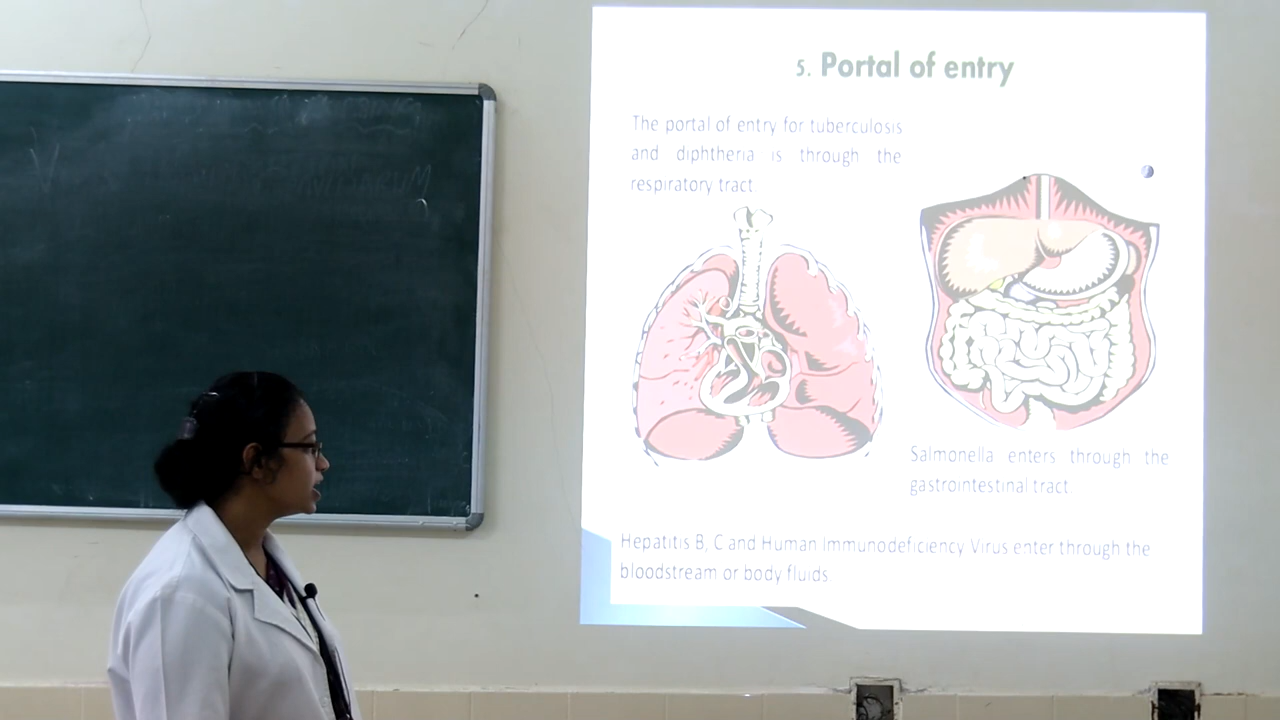 5. Portal of entry
The portal of entry for tuberculosis
and diphtheria is through the
respiratory tract.
Salmonella enters through the
gastrointestinal tract.
Hepatitis B, C and Human Immunodeficiency Virus enter through the
bloodstream or body fluids